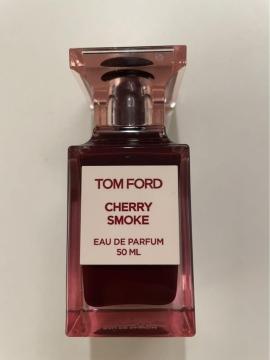 TOM FORD
CHERRY
SMOKE
EAU DE PARFUM
50 ML